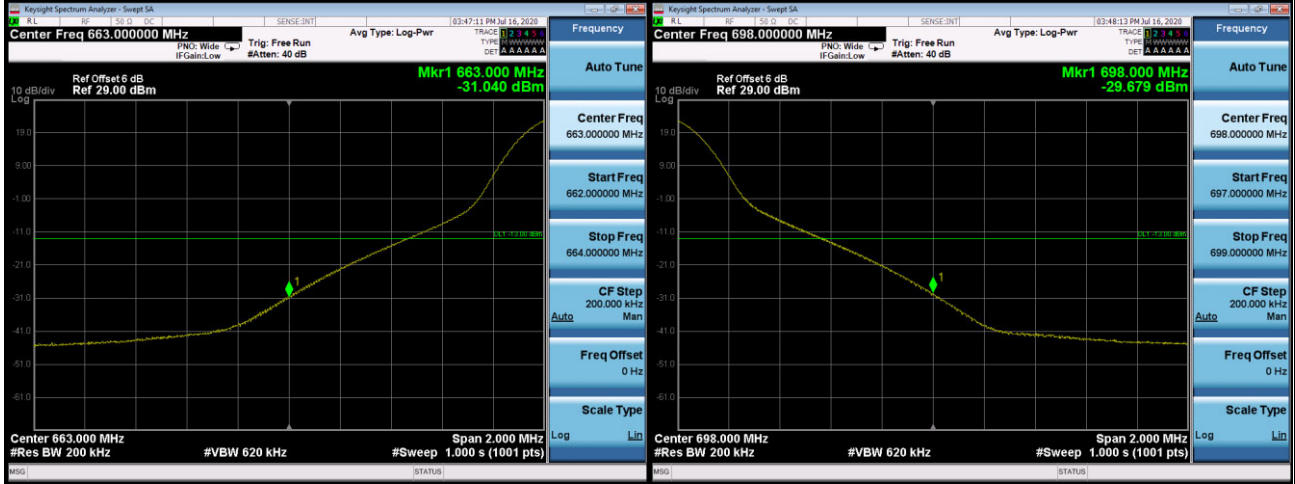 Keysight Spectrum Analyzer - Swept SA
RL RF 50 Ω DC SENSE:INT 03:47:11 PM Jul 16, 2020
Center Freq 663.000000 MHz
Avg Type: Log-Pwr
TRACE 1 2 3 4 5 6
PNO: Wide
Trig: Free Run
TYPE
IFGain:Low
#Atten: 40 dB
DET A A A A A A
Mkr1 663.000 MHz
Ref Offset 6 dB
-31.040 dBm
10 dB/div Ref 29.00 dBm
Log
19.0
9.00
-1.00
-11.0
DL1 -13.00 dBm
-21.0
1
-31.0
-41.0
-51.0
-61.0
Center 663.000 MHz
Span 2.000 MHz
#Res BW 200 kHz
#VBW 620 kHz
#Sweep 1.000 s (1001 pts)
MSG
STATUS
Frequency
Auto Tune
Center Freq
663.000000 MHz
Start Freq
662.000000 MHz
Stop Freq
664.000000 MHz
CF Step
200.000 kHz
Auto Man
Freq Offset
0 Hz
Scale Type
Log Lin
Keysight Spectrum Analyzer - Swept SA
RL RF 50 Ω DC SENSE:INT 03:48:13 PM Jul 16, 2020
Center Freq 698.000000 MHz
Avg Type: Log-Pwr
TRACE 1 2 3 4 5 6
PNO: Wide
Trig: Free Run
TYPE
IFGain:Low
#Atten: 40 dB
DET A A A A A A
Mkr1 698.000 MHz
Ref Offset 6 dB
-29.679 dBm
10 dB/div Ref 29.00 dBm
Log
19.0
9.00
-1.00
-11.0
DL1 -13.00 dBm
-21.0
1
-31.0
-41.0
-51.0
-61.0
Center 698.000 MHz
Span 2.000 MHz
#Res BW 200 kHz
#VBW 620 kHz
#Sweep 1.000 s (1001 pts)
MSG
STATUS
Frequency
Auto Tune
Center Freq
698.000000 MHz
Start Freq
697.000000 MHz
Stop Freq
699.000000 MHz
CF Step
200.000 kHz
Auto Man
Freq Offset
0 Hz
Scale Type
Log Lin